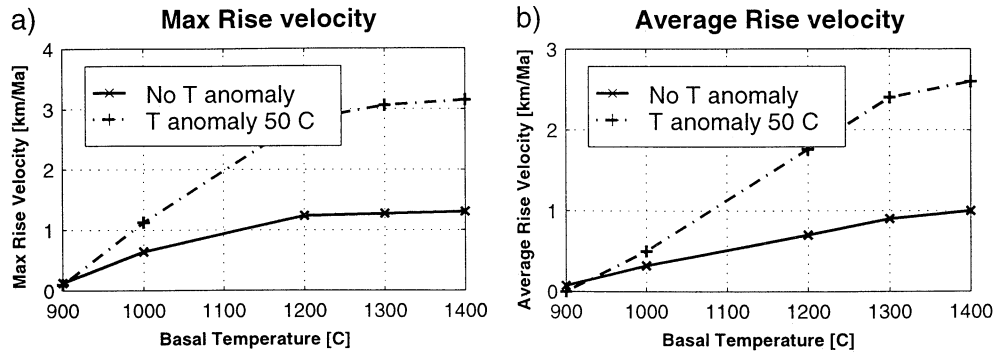 a)
Max Rise velocity
Max Rise Velocity [km/Ma]
4
3
2
1
0
No T anomaly
T anomaly 50 C
900 1000 1100 1200 1300 1400
Basal Temperature [C]
b)
Average Rise velocity
Average Rise Velocity [km/Ma]
3
2
1
0
No T anomaly
T anomaly 50 C
900 1000 1100 1200 1300 1400
Basal Temperature [C]